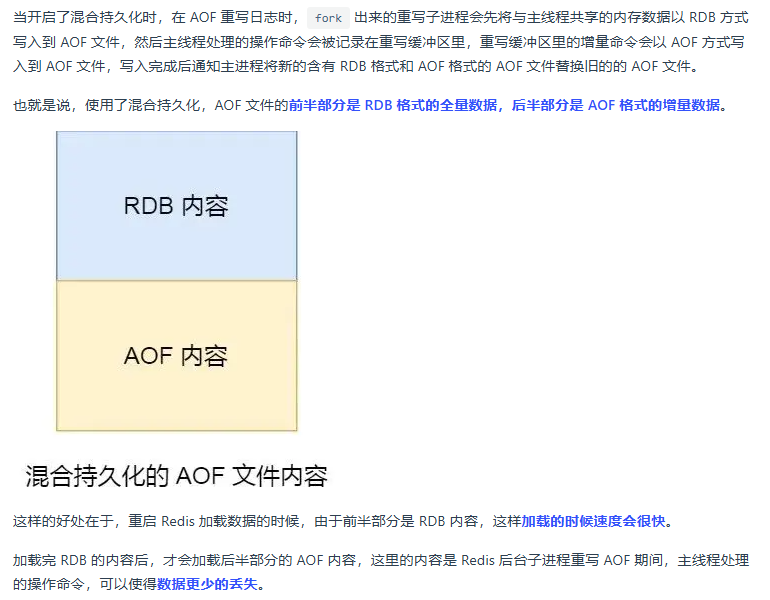 当开启了混合持久化时，在 AOF 重写日志时， fork 出来的重写子进程会先将与主线程共享的内存数据以 RDB 方式
写入到 AOF 文件，然后主线程处理的操作命令会被记录在重写缓冲区里，重写缓冲区里的增量命令会以 AOF 方式写
入到 AOF 文件，写入完成后通知主进程将新的含有 RDB 格式和 AOF 格式的 AOF 文件替换旧的的 AOF 文件。
也就是说，使用了混合持久化，AOF 文件的前半部分是 RDB 格式的全量数据，后半部分是 AOF 格式的增量数据。
RDB 内容
AOF 内容
混合持久化的 AOF 文件内容
这样的好处在于，重启 Redis 加载数据的时候，由于前半部分是 RDB 内容，这样加载的时候速度会很快。
加载完 RDB 的内容后，才会加载后半部分的 AOF 内容，这里的内容是 Redis 后台子进程重写 AOF 期间，主线程处理
的操作命令，可以使得数据更少的丢失。